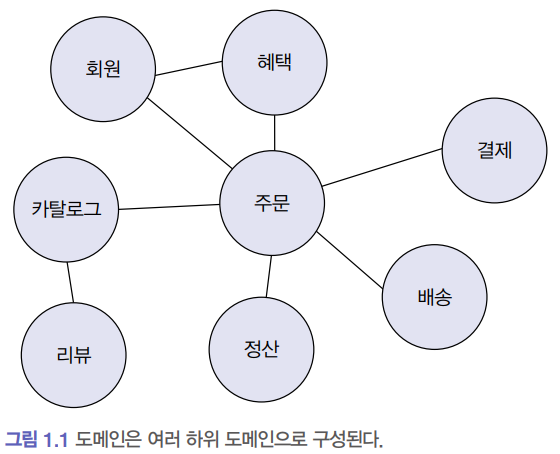 회원
혜택
결제
카탈로그
주문
배송
리뷰
정산
그림 1.1 도메인은 여러 하위 도메인으로 구성된다.